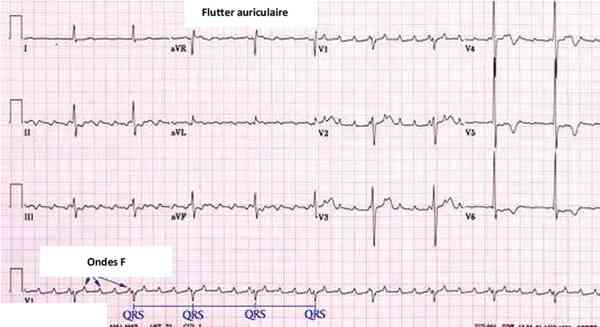 Flutter auriculaire
I aVR V1 V4
II aVL V2 V5
III aVF V3 V6
Ondes F
V1
QRS QRS QRS QRS